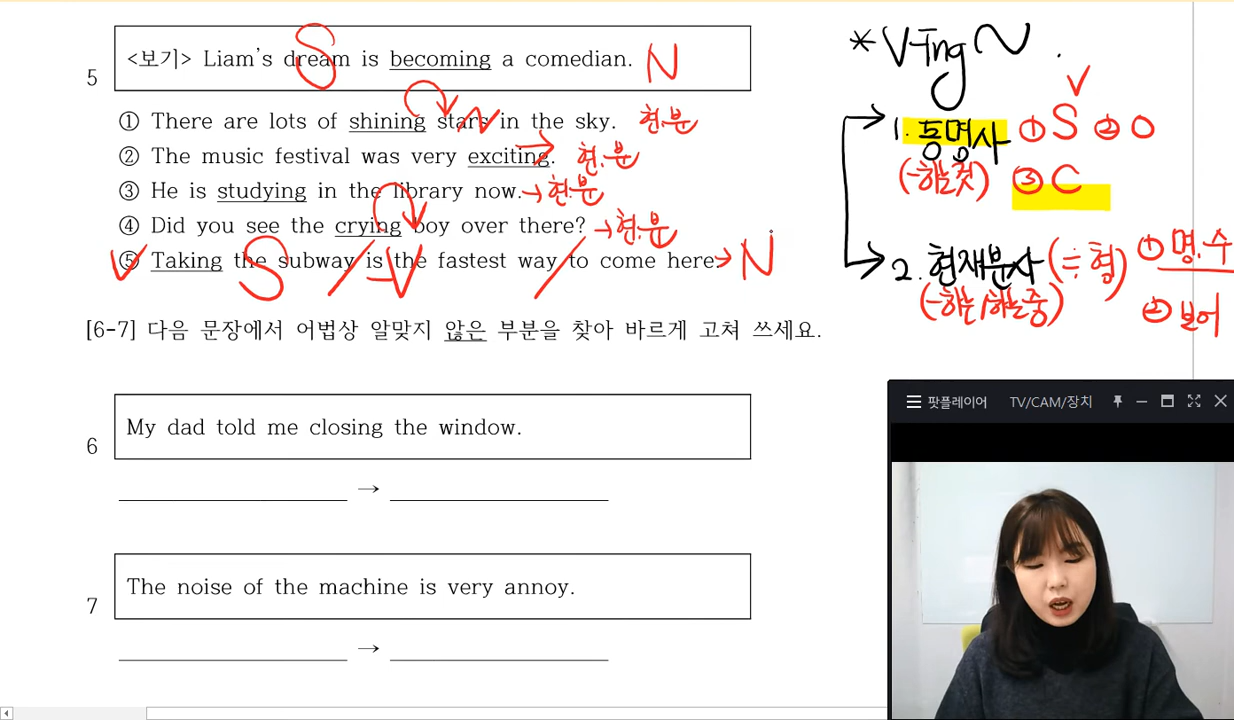 5
<보기> Liam's dream is becoming a comedian.
S
N
① There are lots of shining stars in the sky.
N
현.분
② The music festival was very exciting.
현.분
③ He is studying in the library now.
→ 현.분
④ Did you see the crying boy over there?
→ 현.분
⑤ Taking the subway is the fastest way to come here.
V S / V / → N
[6-7] 다음 문장에서 어법상 알맞지 않은 부분을 찾아 바르게 고쳐 쓰세요.
6
My dad told me closing the window.
→
7
The noise of the machine is very annoy.
→
* V-ing N .
1. 동명사 ① S ② O
(-하는것) ③ C
2. 현재분사 (≒ 형) ① 명.수
(-하는/하는중) ② 보어
팟플레이어 TV/CAM/장치